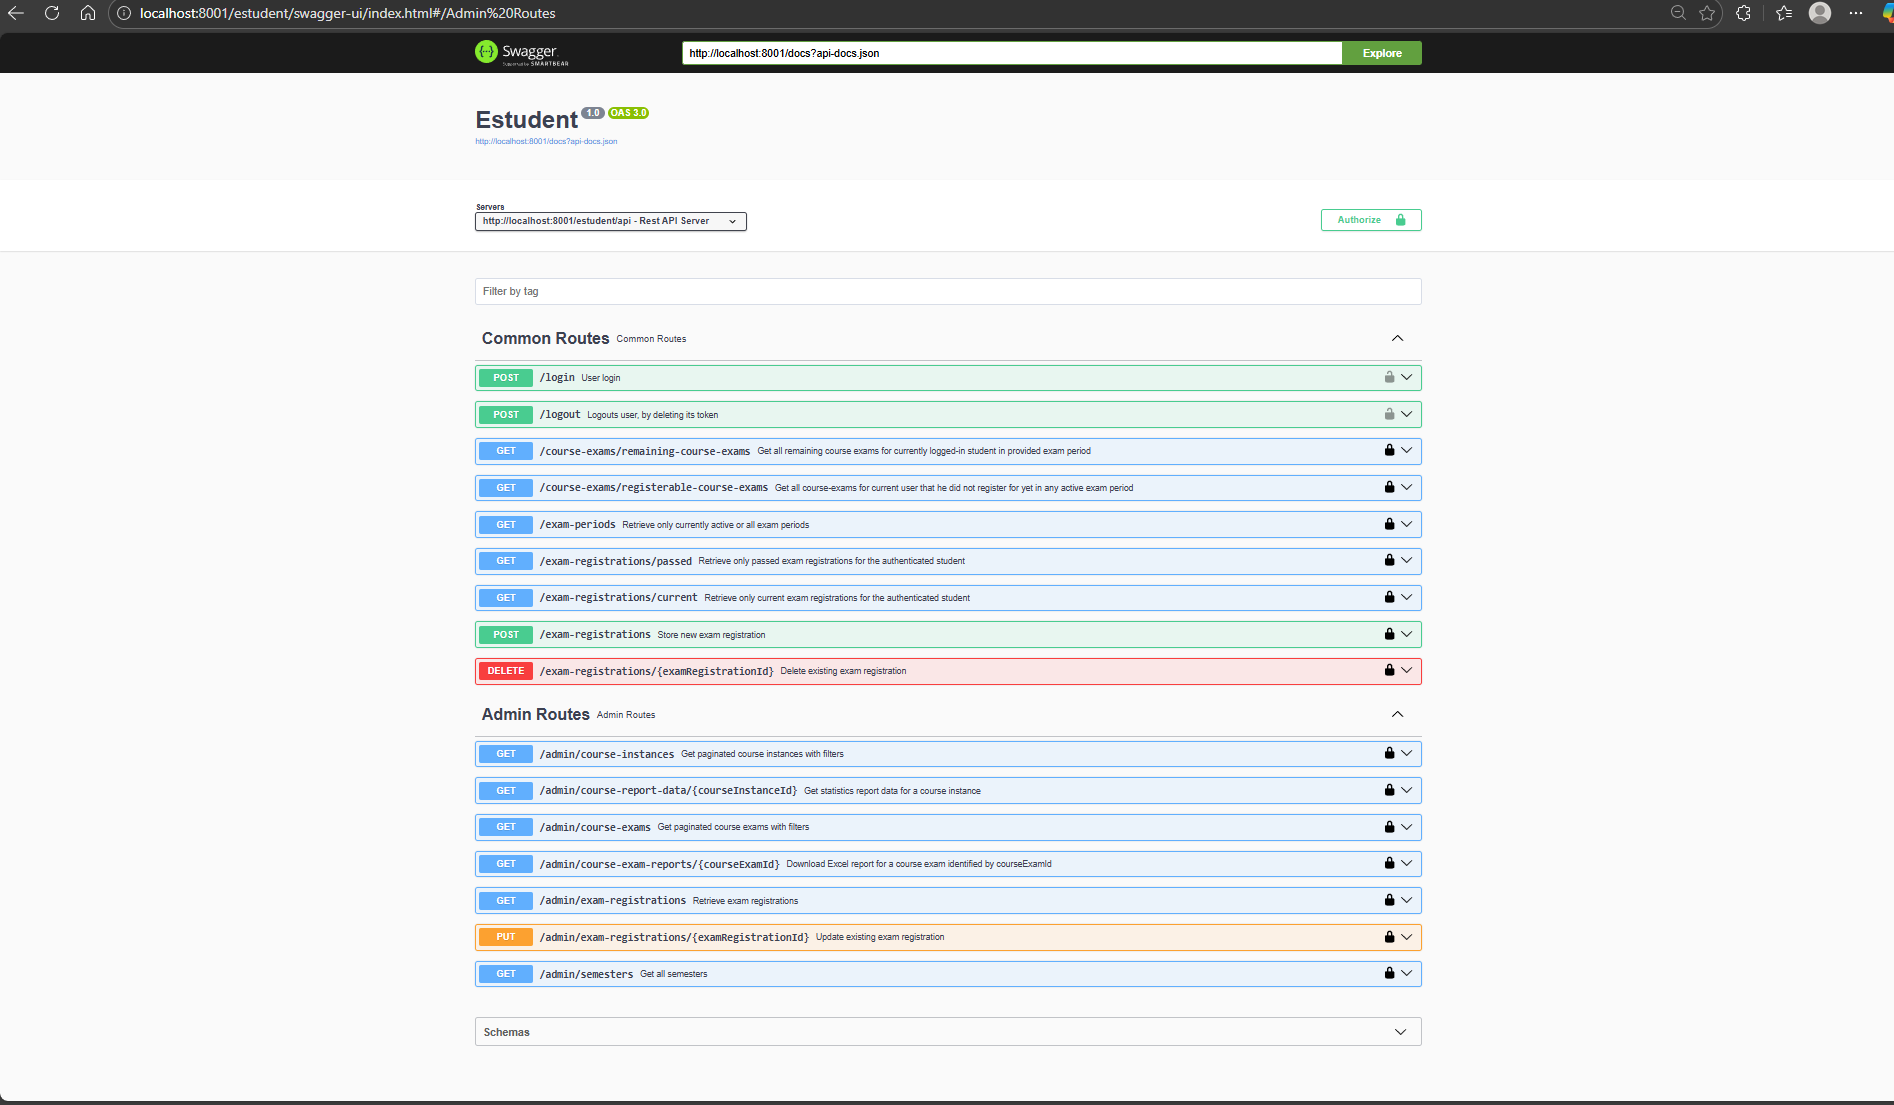 localhost:8001/estudent/swagger-ui/index.html#/Admin%20Routes
Swagger.
Supported by SMARTBEAR
http://localhost:8001/docs?api-docs.json
Explore
Estudent 1.0 OAS 3.0
http://localhost:8001/docs?api-docs.json
Servers
http://localhost:8001/estudent/api - Rest API Server
Authorize
Filter by tag
Common Routes Common Routes
POST /login User login
POST /logout Logouts user, by deleting its token
GET /course-exams/remaining-course-exams Get all remaining course exams for currently logged-in student in provided exam period
GET /course-exams/registerable-course-exams Get all course-exams for current user that he did not register for yet in any active exam period
GET /exam-periods Retrieve only currently active or all exam periods
GET /exam-registrations/passed Retrieve only passed exam registrations for the authenticated student
GET /exam-registrations/current Retrieve only current exam registrations for the authenticated student
POST /exam-registrations Store new exam registration
DELETE /exam-registrations/{examRegistrationId} Delete existing exam registration
Admin Routes Admin Routes
GET /admin/course-instances Get paginated course instances with filters
GET /admin/course-report-data/{courseInstanceId} Get statistics report data for a course instance
GET /admin/course-exams Get paginated course exams with filters
GET /admin/course-exam-reports/{courseExamId} Download Excel report for a course exam identified by courseExamId
GET /admin/exam-registrations Retrieve exam registrations
PUT /admin/exam-registrations/{examRegistrationId} Update existing exam registration
GET /admin/semesters Get all semesters
Schemas